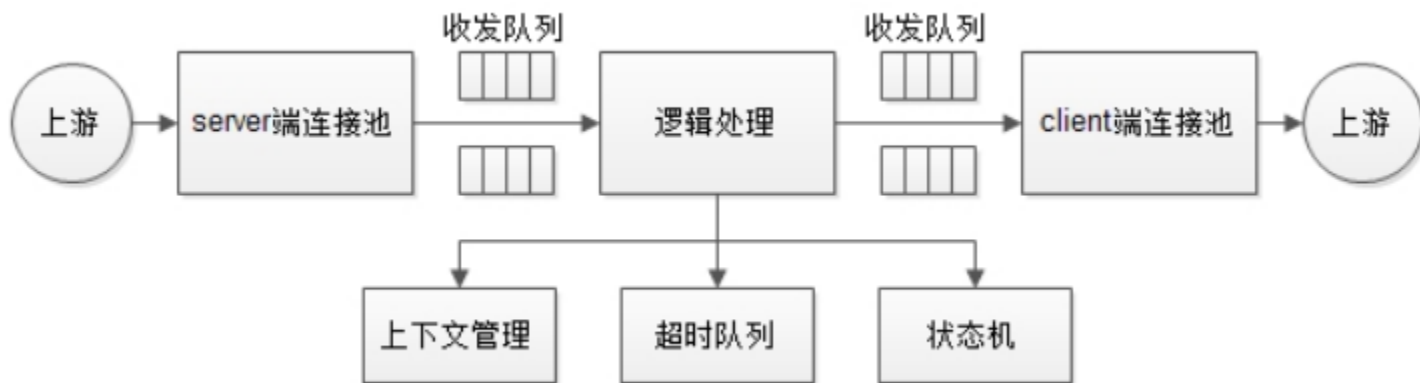 收发队列
收发队列
上游
server端连接池
逻辑处理
client端连接池
上游
上下文管理
超时队列
状态机